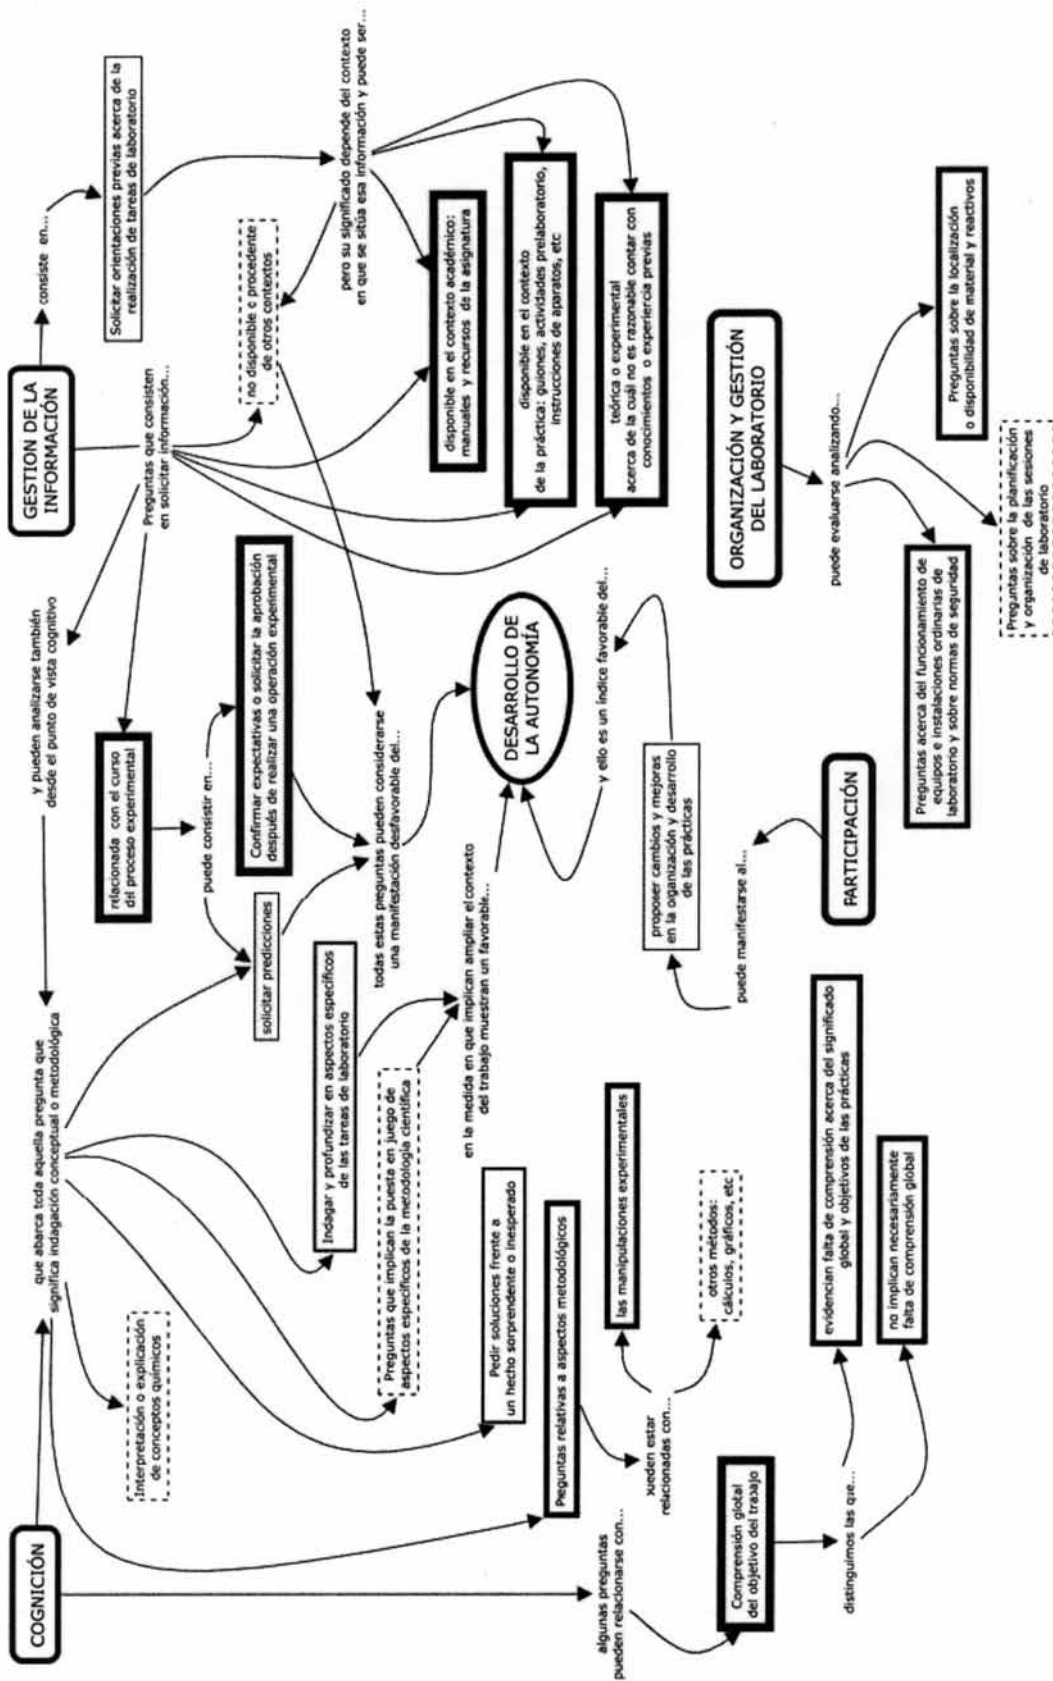 COGNICIÓN
que abarca toda aquella pregunta que
significa indagación conceptual o metodológica
y pueden analizarse también
desde el punto de vista cognitivo
GESTION DE LA
INFORMACIÓN
consiste en...
Solicitar orientaciones previas acerca de la
realización de tareas de laboratorio
Preguntas que consisten
en solicitar información...
Interpretación o explicación
de conceptos químicos
relacionada con el curso
del proceso experimental
puede consistir en...
no disponible o procedente
de otros contextos
pero su significado depende del contexto
en que se sitúa esa información y puede ser...
solicitar predicciones
Confirmar expectativas o solicitar la aprobación
después de realizar una operación experimental
Indagar y profundizar en aspectos específicos
de las tareas de laboratorio
todas estas preguntas pueden considerarse
una manifestación desfavorable del...
Preguntas que implican la puesta en juego de
aspectos específicos de la metodología científica
en la medida en que implican ampliar el contexto
del trabajo muestran un favorable...
disponible en el contexto académico:
manuales y recursos de la asignatura
Pedir soluciones frente a
un hecho sorprendente o inesperado
DESARROLLO DE
LA AUTONOMÍA
disponible en el contexto
de la práctica: guiones, actividades prelaboratorio,
instrucciones de aparatos, etc
Preguntas relativas a aspectos metodológicos
teórica o experimental
acerca de la cuál no es razonable contar con
conocimientos o experiencia previas
algunas preguntas
pueden relacionarse con...
xueden estar
relacionadas con...
las manipulaciones experimentales
otros métodos:
cálculos, gráficos, etc
y ello es un índice favorable del...
proponer cambios y mejoras
en la organización y desarrollo
de las prácticas
puede manifestarse al...
PARTICIPACIÓN
ORGANIZACIÓN Y GESTIÓN
DEL LABORATORIO
puede evaluarse analizando...
Comprensión glotal
del objetivo del trabajo
distinguimos las que...
evidencian falta de comprensión acerca del significado
global y objetivos de las prácticas
no implican necesariamente
falta de comprensión global
Preguntas acerca del funcionamiento de
equipos e instalaciones ordinarias de
laboratorio y sobre normas de seguridad
Preguntas sobre la planificación
y organización de las sesiones
de laboratorio
Preguntas sobre la localización
o disponibilidad de material y reactivos